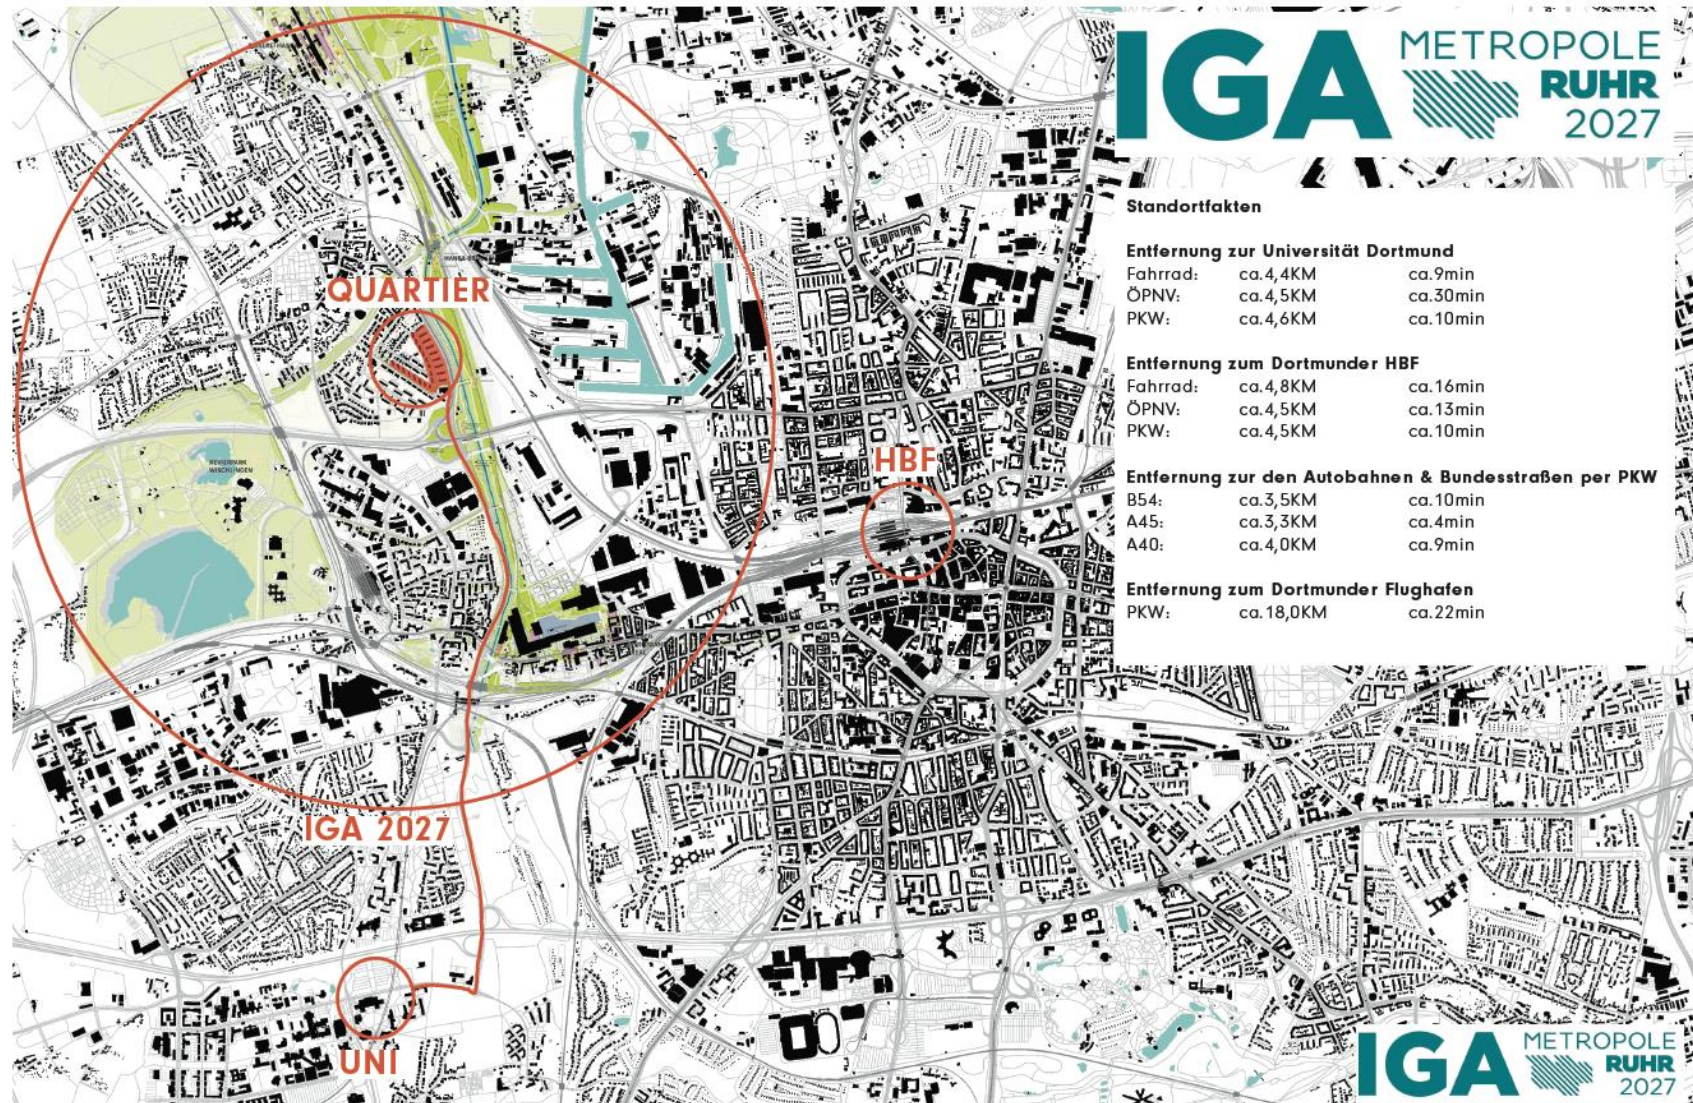 IGA METROPOLE
RUHR
2027
Standortfakten
Entfernung zur Universität Dortmund
Fahrrad: ca.4,4KM ca.9min
ÖPNV: ca.4,5KM ca.30min
PKW: ca.4,6KM ca.10min
Entfernung zum Dortmunder HBF
Fahrrad: ca.4,8KM ca.16min
ÖPNV: ca.4,5KM ca.13min
PKW: ca.4,5KM ca.10min
Entfernung zur den Autobahnen & Bundesstraßen per PKW
B54: ca.3,5KM ca.10min
A45: ca.3,3KM ca.4min
A40: ca.4,0KM ca.9min
Entfernung zum Dortmunder Flughafen
PKW: ca.18,0KM ca.22min
QUARTIER
REVIERPARK
WISCHLINGEN
HBF
IGA 2027
UNI
IGA METROPOLE
RUHR
2027